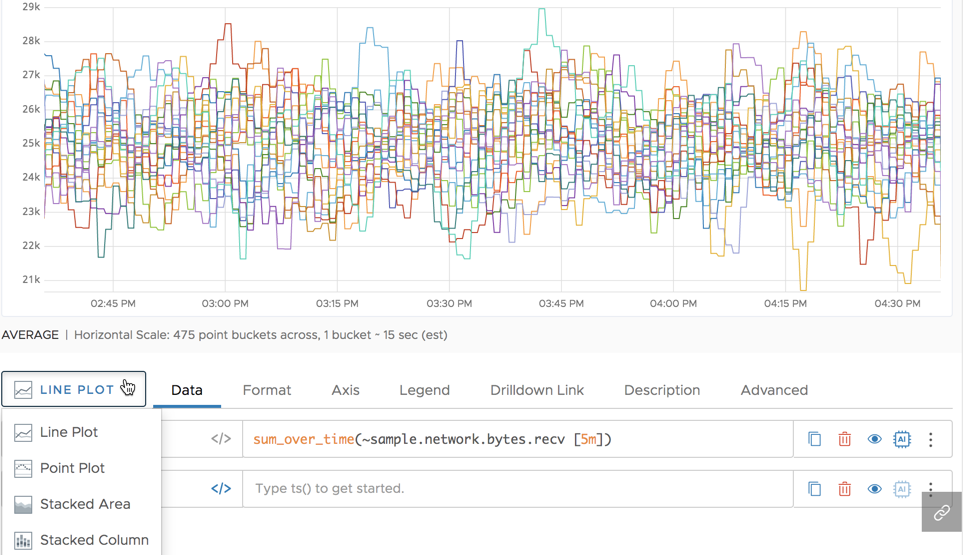 29k
28k
27k
26k
25k
24k
23k
22k
21k
02:45 PM 03:00 PM 03:15 PM 03:30 PM 03:45 PM 04:00 PM 04:15 PM 04:30 PM
AVERAGE | Horizontal Scale: 475 point buckets across, 1 bucket ~ 15 sec (est)
LINE PLOT Data Format Axis Legend Drilldown Link Description Advanced
Line Plot </> sum_over_time(~sample.network.bytes.recv [5m]) AI
Point Plot
</> Type ts() to get started. AI
Stacked Area
Stacked Column